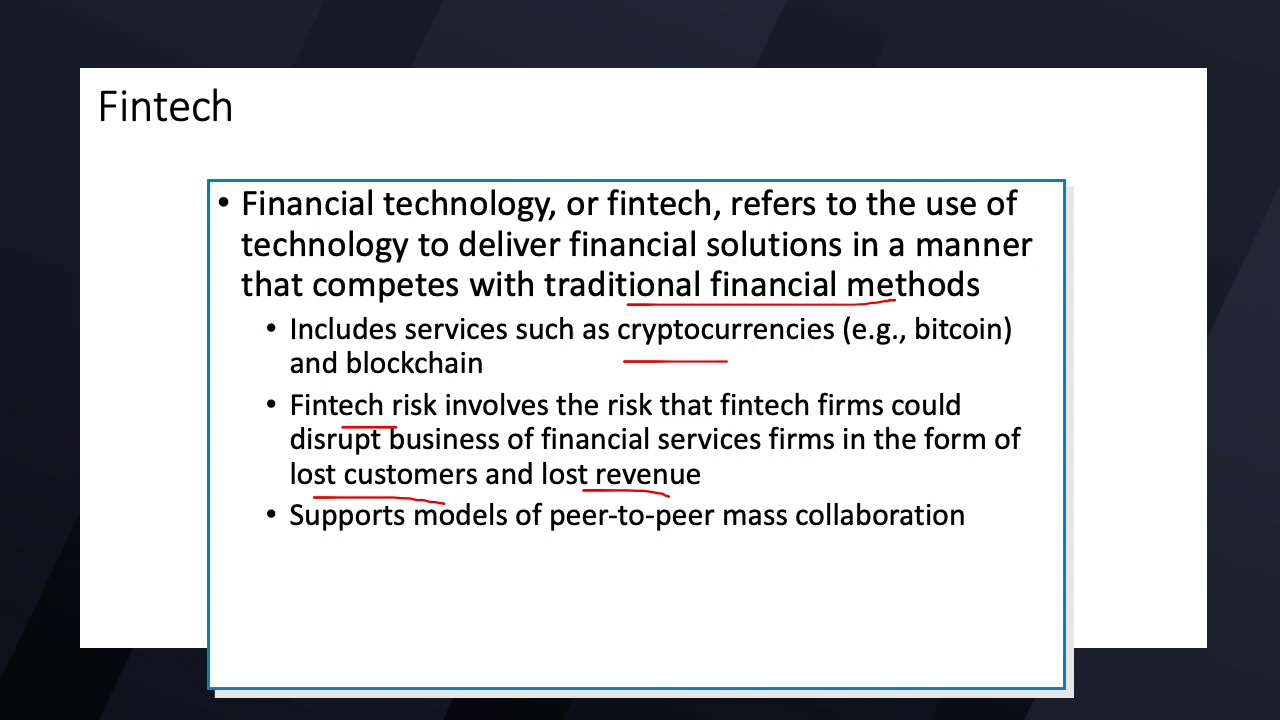 Fintech
• Financial technology, or fintech, refers to the use of
technology to deliver financial solutions in a manner
that competes with traditional financial methods
• Includes services such as cryptocurrencies (e.g., bitcoin)
and blockchain
• Fintech risk involves the risk that fintech firms could
disrupt business of financial services firms in the form of
lost customers and lost revenue
• Supports models of peer-to-peer mass collaboration